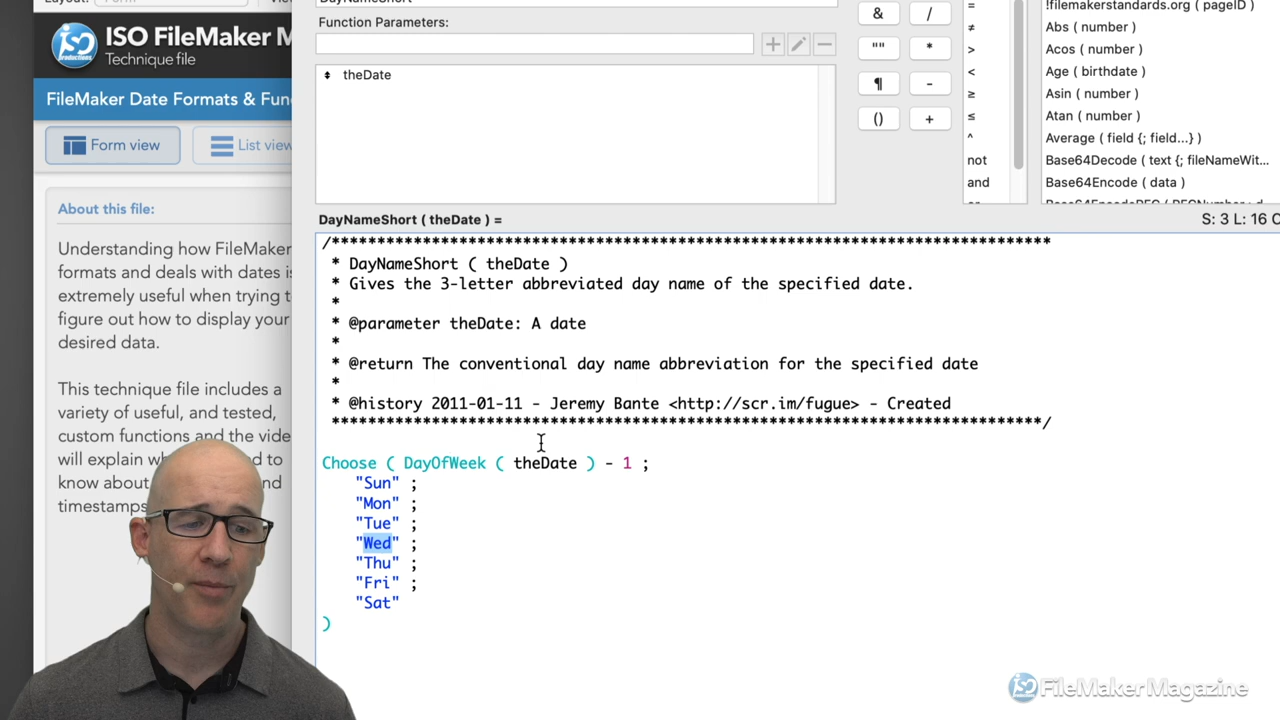 ISO FileMaker M
Technique file
FileMaker Date Formats & Fun
Form view
List view
About this file:
Understanding how FileMaker
formats and deals with dates is
extremely useful when trying t
figure out how to display your
desired data.
This technique file includes a
variety of useful, and tested,
custom functions and the vide
will explain
know about
timestamps
DayNameShort
Function Parameters:
theDate
& /
"" *
¶ -
() +
=
≠
>
<
≥
≤
^
not
and
!filemakerstandards.org ( pageID )
Abs ( number )
Acos ( number )
Age ( birthdate )
Asin ( number )
Atan ( number )
Average ( field {; field...} )
Base64Decode ( text {; fileNameWit...
Base64Encode ( data )
DayNameShort ( theDate ) =
S: 3 L: 16
/******************************************************************************
* DayNameShort ( theDate )
* Gives the 3-letter abbreviated day name of the specified date.
*
* @parameter theDate: A date
*
* @return The conventional day name abbreviation for the specified date
*
* @history 2011-01-11 - Jeremy Bante <http://scr.im/fugue> - Created
******************************************************************************/
Choose ( DayOfWeek ( theDate ) - 1 ;
"Sun" ;
"Mon" ;
"Tue" ;
"Wed" ;
"Thu" ;
"Fri" ;
"Sat"
)
iso FileMaker Magazine